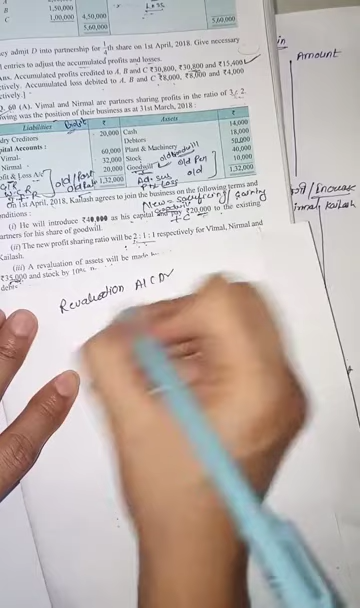 B 1,50,000
C 1,00,000 4,50,000
5,60,000 5,60,000
ey admit D into partnership for 1/4th share on 1st April, 2018. Give necessary
l entries to adjust the accumulated profits and losses.
ns. Accumulated profits credited to A, B and C ₹30,800, ₹30,800 and ₹15,400
ctively. Accumulated loss debited to A, B and C ₹8,000, ₹8,000 and ₹4,000
ctively.]
60 (A). Vimal and Nirmal are partners sharing profits in the ratio of 3 : 2.
owing was the position of their business as at 31st March, 2018 :
Liabilities ₹ Assets ₹
dry Creditors 20,000 Cash 14,000
pital Accounts : Debtors 18,000
Vimal 60,000 Plant & Machinery 50,000
Nirmal 32,000 Stock 40,000
fit & Loss A/c 20,000 Goodwill 10,000
1,32,000 1,32,000
old
On 1st April, 2018, Kailash agrees to join the business on the following terms and
nditions :
(i) He will introduce ₹40,000 as his capital and pay ₹20,000 to the existing
artners for his share of goodwill.
(ii) The new profit sharing ratio will be 2 : 1 : 1 respectively for Vimal, Nirmal and
Kailash.
(iii) A revaluation of assets will be made
₹35,000 and stock by 10%
Revaluation A/C Dr
Amount
Kailash